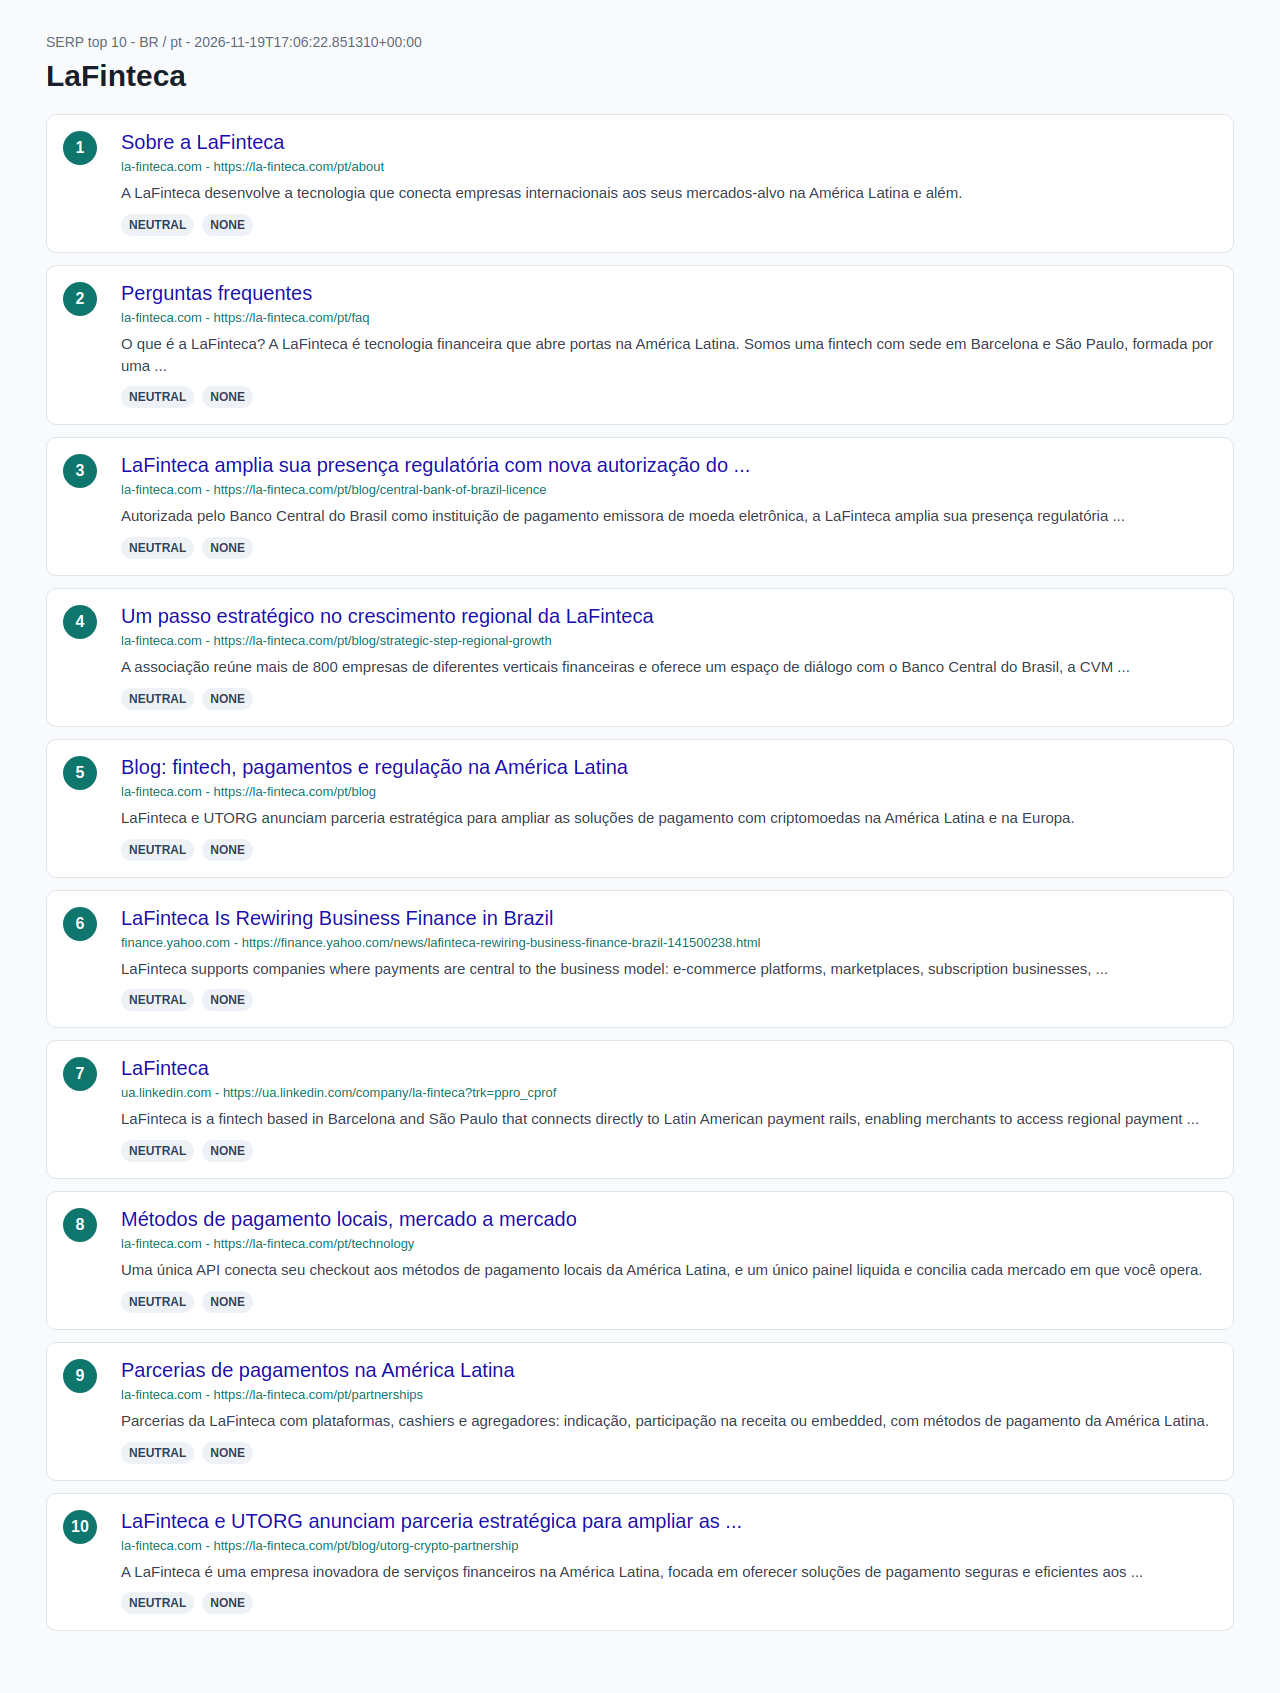 SERP top 10 - BR / pt - 2026-11-19T17:06:22.851310+00:00
LaFinteca
1
Sobre a LaFinteca
la-finteca.com - https://la-finteca.com/pt/about
A LaFinteca desenvolve a tecnologia que conecta empresas internacionais aos seus mercados-alvo na América Latina e além.
NEUTRAL NONE
2
Perguntas frequentes
la-finteca.com - https://la-finteca.com/pt/faq
O que é a LaFinteca? A LaFinteca é tecnologia financeira que abre portas na América Latina. Somos uma fintech com sede em Barcelona e São Paulo, formada por
uma ...
NEUTRAL NONE
3
LaFinteca amplia sua presença regulatória com nova autorização do ...
la-finteca.com - https://la-finteca.com/pt/blog/central-bank-of-brazil-licence
Autorizada pelo Banco Central do Brasil como instituição de pagamento emissora de moeda eletrônica, a LaFinteca amplia sua presença regulatória ...
NEUTRAL NONE
4
Um passo estratégico no crescimento regional da LaFinteca
la-finteca.com - https://la-finteca.com/pt/blog/strategic-step-regional-growth
A associação reúne mais de 800 empresas de diferentes verticais financeiras e oferece um espaço de diálogo com o Banco Central do Brasil, a CVM ...
NEUTRAL NONE
5
Blog: fintech, pagamentos e regulação na América Latina
la-finteca.com - https://la-finteca.com/pt/blog
LaFinteca e UTORG anunciam parceria estratégica para ampliar as soluções de pagamento com criptomoedas na América Latina e na Europa.
NEUTRAL NONE
6
LaFinteca Is Rewiring Business Finance in Brazil
finance.yahoo.com - https://finance.yahoo.com/news/lafinteca-rewiring-business-finance-brazil-141500238.html
LaFinteca supports companies where payments are central to the business model: e-commerce platforms, marketplaces, subscription businesses, ...
NEUTRAL NONE
7
LaFinteca
ua.linkedin.com - https://ua.linkedin.com/company/la-finteca?trk=ppro_cprof
LaFinteca is a fintech based in Barcelona and São Paulo that connects directly to Latin American payment rails, enabling merchants to access regional payment ...
NEUTRAL NONE
8
Métodos de pagamento locais, mercado a mercado
la-finteca.com - https://la-finteca.com/pt/technology
Uma única API conecta seu checkout aos métodos de pagamento locais da América Latina, e um único painel liquida e concilia cada mercado em que você opera.
NEUTRAL NONE
9
Parcerias de pagamentos na América Latina
la-finteca.com - https://la-finteca.com/pt/partnerships
Parcerias da LaFinteca com plataformas, cashiers e agregadores: indicação, participação na receita ou embedded, com métodos de pagamento da América Latina.
NEUTRAL NONE
10
LaFinteca e UTORG anunciam parceria estratégica para ampliar as ...
la-finteca.com - https://la-finteca.com/pt/blog/utorg-crypto-partnership
A LaFinteca é uma empresa inovadora de serviços financeiros na América Latina, focada em oferecer soluções de pagamento seguras e eficientes aos ...
NEUTRAL NONE